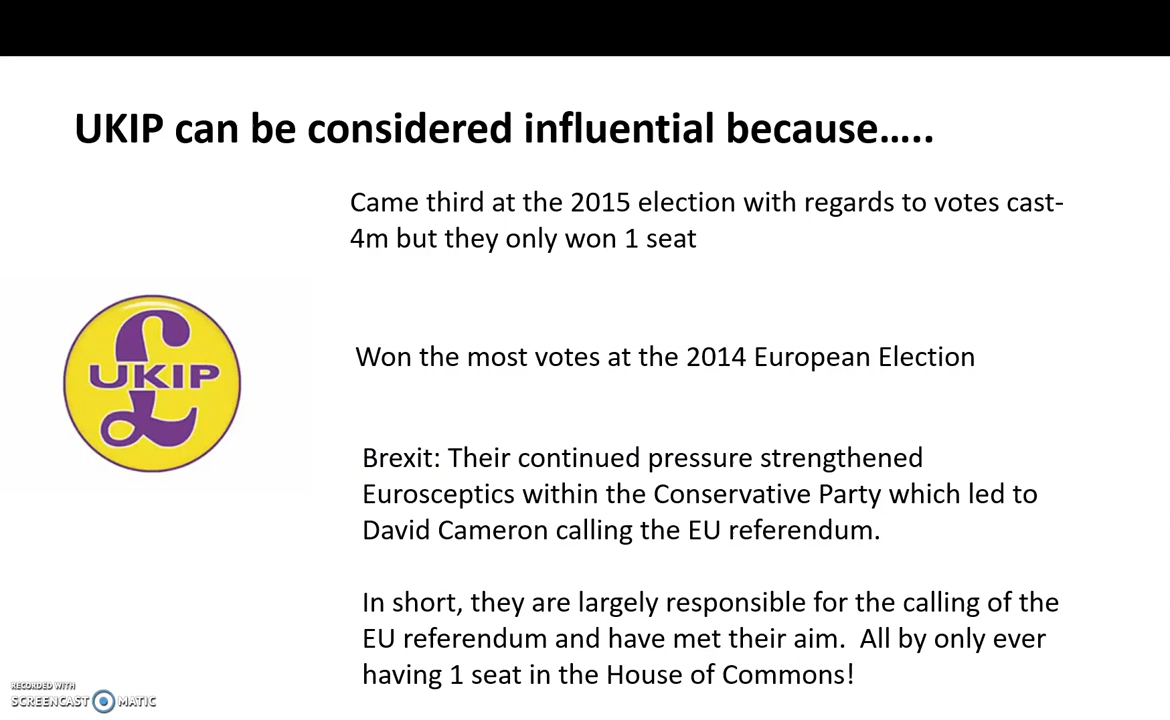 UKIP can be considered influential because…..
Came third at the 2015 election with regards to votes cast-
4m but they only won 1 seat
UKIP
Won the most votes at the 2014 European Election
Brexit: Their continued pressure strengthened
Eurosceptics within the Conservative Party which led to
David Cameron calling the EU referendum.
In short, they are largely responsible for the calling of the
EU referendum and have met their aim.  All by only ever
having 1 seat in the House of Commons!
RECORDED WITH
SCREENCAST MATIC